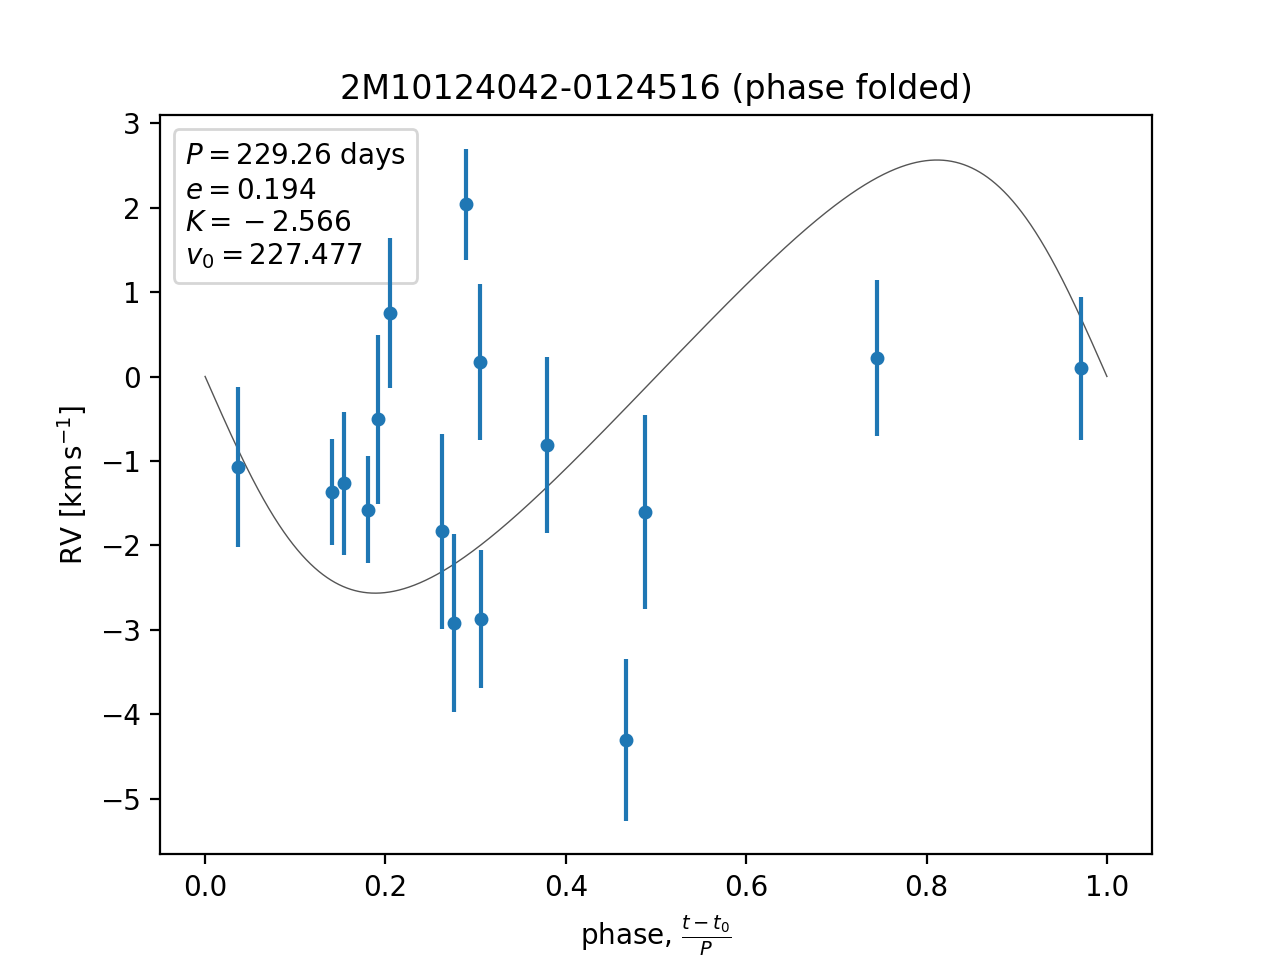 2M10124042-0124516 (phase folded)
P = 229.26 days
e = 0.194
K = −2.566
v₀ = 227.477
3
2
1
0
−1
−2
−3
−4
−5
RV [km s⁻¹]
0.0 0.2 0.4 0.6 0.8 1.0
phase, (t − t₀)/P